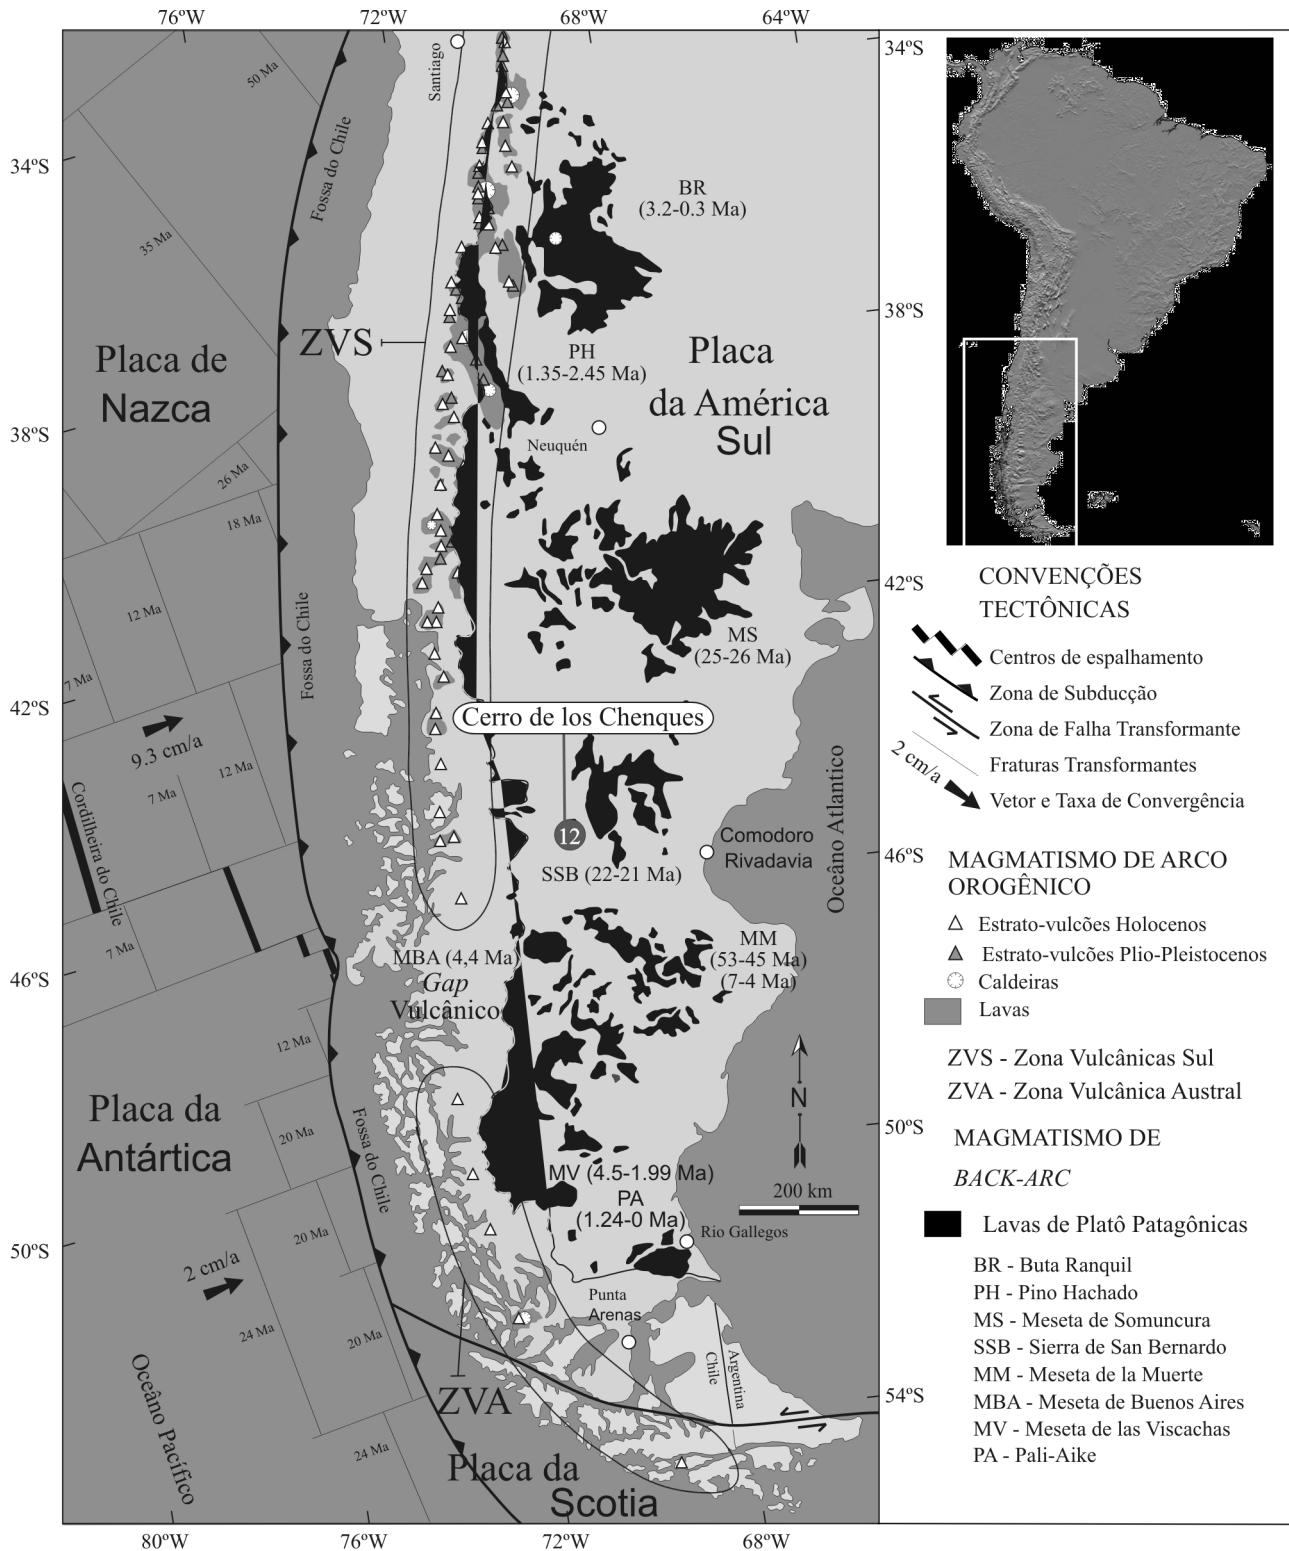 76ºW
72ºW
68ºW
64ºW
34ºS
38ºS
42ºS
46ºS
50ºS
54ºS
34ºS
38ºS
42ºS
46ºS
50ºS
80ºW
76ºW
72ºW
68ºW
50 Ma
Santiago
Fossa do Chile
35 Ma
BR
(3.2-0.3 Ma)
ZVS
PH
(1.35-2.45 Ma)
Placa de
Nazca
Placa
da América
Sul
Neuquén
26 Ma
18 Ma
12 Ma
7 Ma
Fossa do Chile
MS
(25-26 Ma)
Cerro de los Chenques
9.3 cm/a
12 Ma
7 Ma
Cordilheira do Chile
7 Ma
12
SSB (22-21 Ma)
Comodoro
Rivadavia
Oceâno Atlantico
MBA (4,4 Ma)
Gap
Vulcânico
MM
(53-45 Ma)
(7-4 Ma)
12 Ma
Placa da
Antártica
20 Ma
Fossa do Chile
N
200 km
MV (4.5-1.99 Ma)
PA
(1.24-0 Ma)
Rio Gallegos
20 Ma
2 cm/a
24 Ma
20 Ma
Punta
Arenas
Argentina
Chile
ZVA
Oceâno Pacífico
24 Ma
Placa da
Scotia
CONVENÇÕES
TECTÔNICAS
Centros de espalhamento
Zona de Subducção
Zona de Falha Transformante
Fraturas Transformantes
2 cm/a
Vetor e Taxa de Convergência
MAGMATISMO DE ARCO
OROGÊNICO
Estrato-vulcões Holocenos
Estrato-vulcões Plio-Pleistocenos
Caldeiras
Lavas
ZVS - Zona Vulcânicas Sul
ZVA - Zona Vulcânica Austral
MAGMATISMO DE
BACK-ARC
Lavas de Platô Patagônicas
BR - Buta Ranquil
PH - Pino Hachado
MS - Meseta de Somuncura
SSB - Sierra de San Bernardo
MM - Meseta de la Muerte
MBA - Meseta de Buenos Aires
MV - Meseta de las Viscachas
PA - Pali-Aike